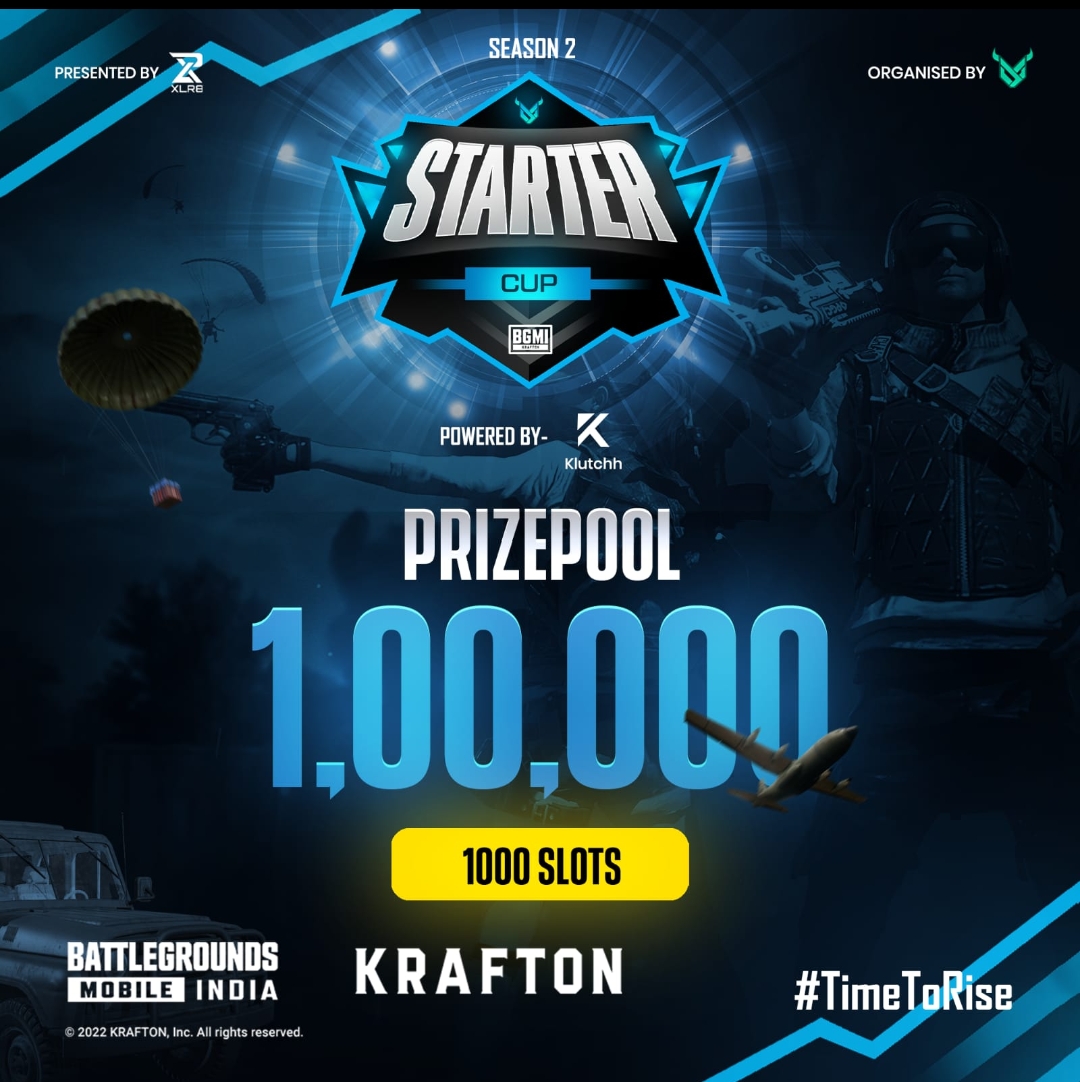 SEASON 2
PRESENTED BY
XLR8
ORGANISED BY
STARTER
CUP
BGMI
KRAFTON
POWERED BY-
Klutchh
PRIZEPOOL
1,00,000
1000 SLOTS
BATTLEGROUNDS
MOBILE INDIA
KRAFTON
#TimeToRise
© 2022 KRAFTON, Inc. All rights reserved.